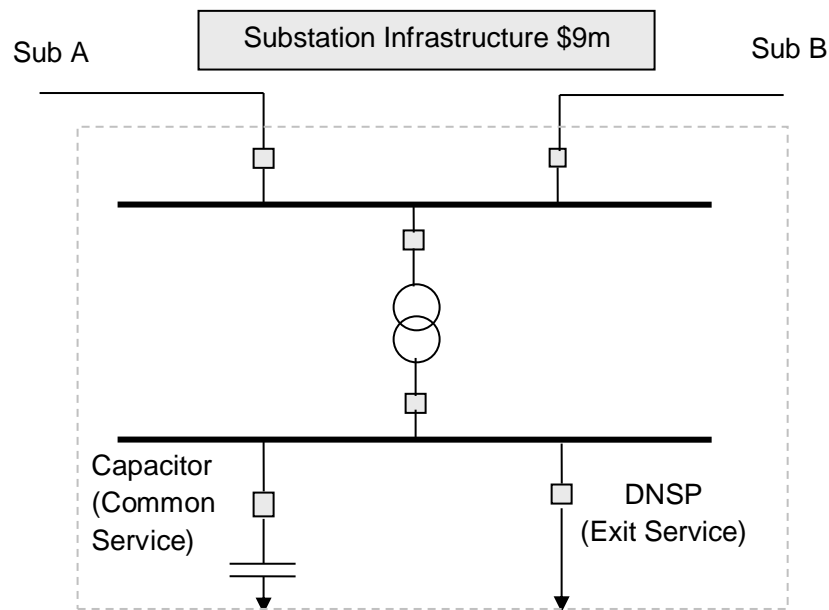 Substation Infrastructure $9m
Sub A
Sub B
Capacitor
(Common
Service)
DNSP
(Exit Service)